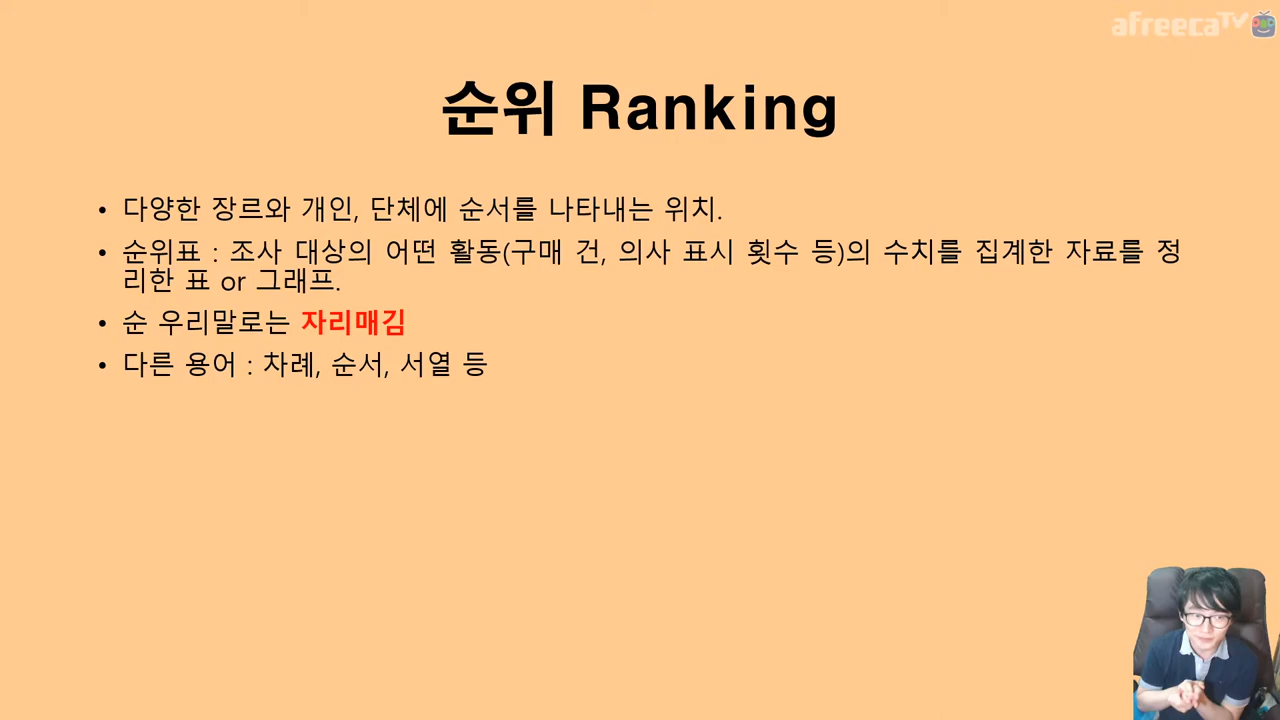 afreecaTV
순위 Ranking
• 다양한 장르와 개인, 단체에 순서를 나타내는 위치.
• 순위표 : 조사 대상의 어떤 활동(구매 건, 의사 표시 횟수 등)의 수치를 집계한 자료를 정
리한 표 or 그래프.
• 순 우리말로는 자리매김
• 다른 용어 : 차례, 순서, 서열 등